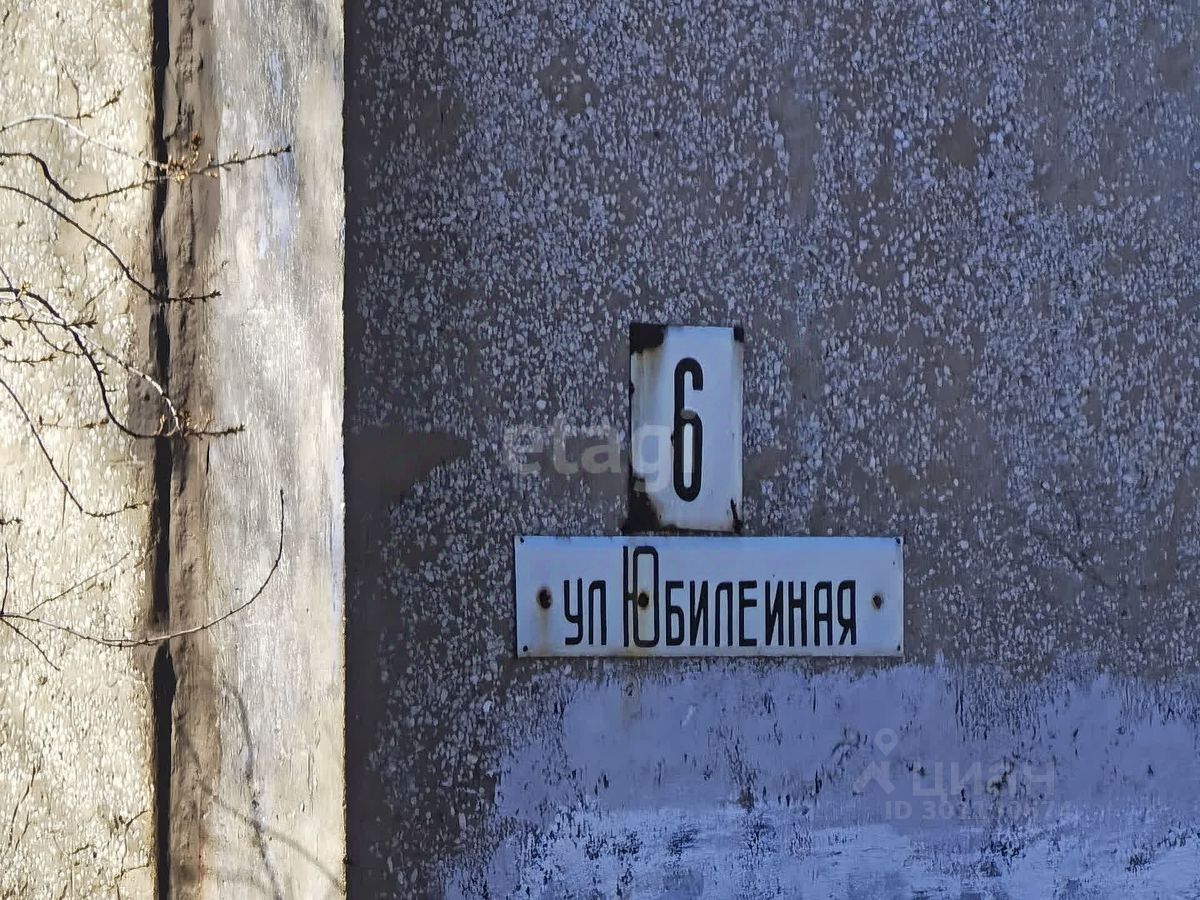 6
etagi
ул Юбилейная
циан